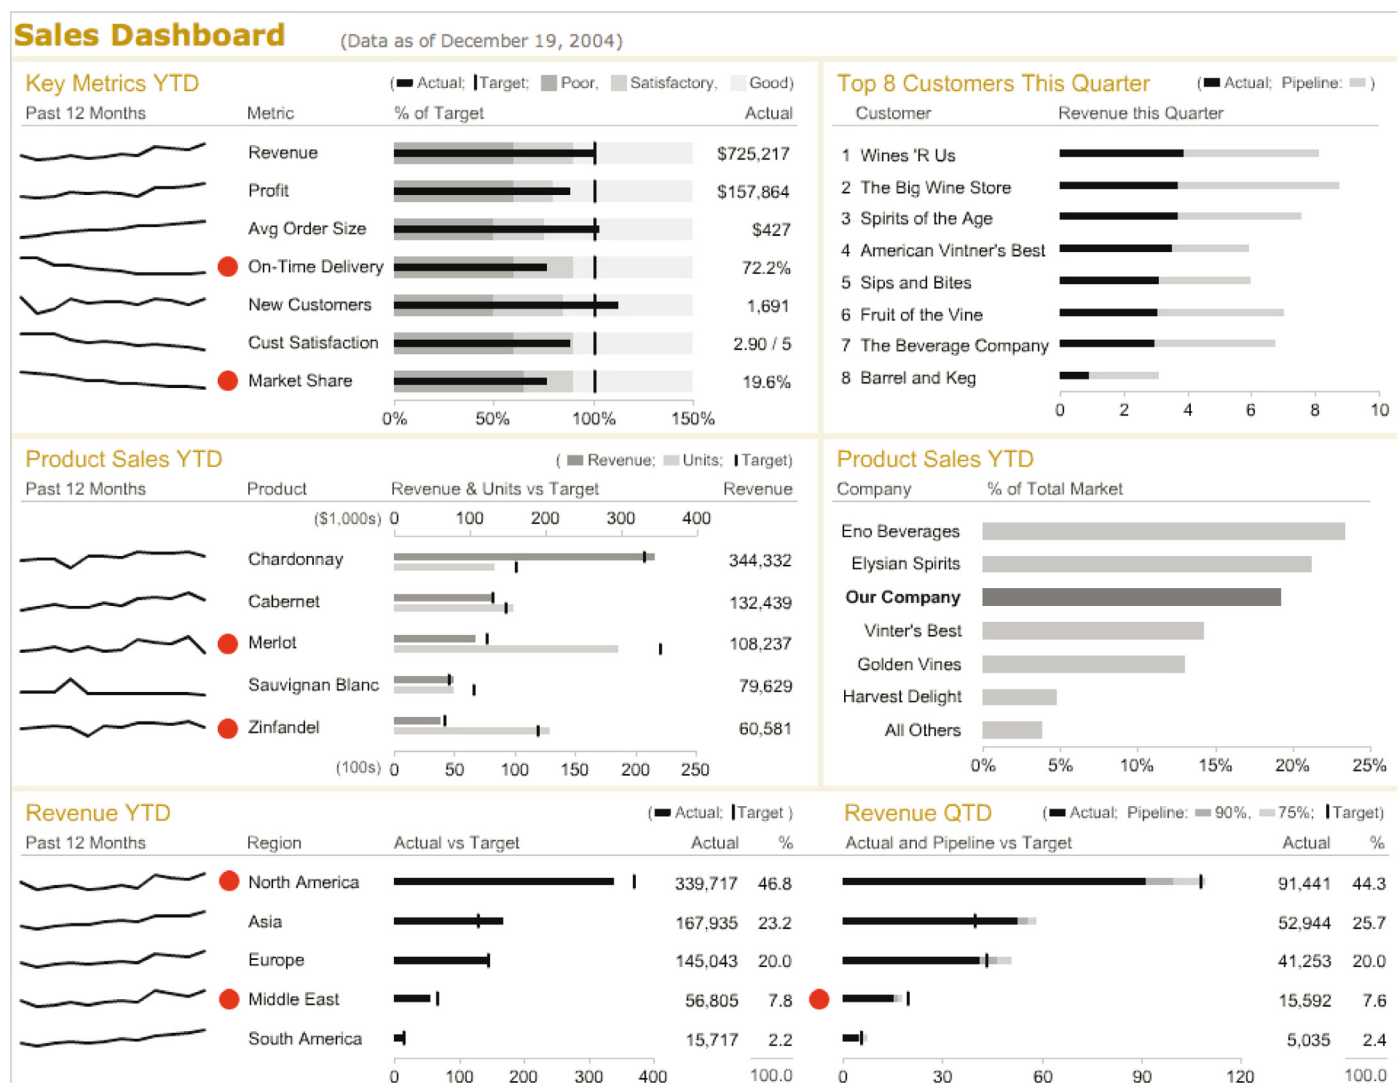 Sales Dashboard (Data as of December 19, 2004)
Key Metrics YTD ( Actual; Target; Poor, Satisfactory, Good)
Past 12 Months Metric % of Target Actual
Revenue $725,217
Profit $157,864
Avg Order Size $427
On-Time Delivery 72.2%
New Customers 1,691
Cust Satisfaction 2.90 / 5
Market Share 19.6%
0% 50% 100% 150%
Top 8 Customers This Quarter ( Actual; Pipeline: )
Customer Revenue this Quarter
1 Wines 'R Us
2 The Big Wine Store
3 Spirits of the Age
4 American Vintner's Best
5 Sips and Bites
6 Fruit of the Vine
7 The Beverage Company
8 Barrel and Keg
0 2 4 6 8 10
Product Sales YTD ( Revenue; Units; Target)
Past 12 Months Product Revenue & Units vs Target Revenue
($1,000s) 0 100 200 300 400
Chardonnay 344,332
Cabernet 132,439
Merlot 108,237
Sauvignan Blanc 79,629
Zinfandel 60,581
(100s) 0 50 100 150 200 250
Product Sales YTD
Company % of Total Market
Eno Beverages
Elysian Spirits
Our Company
Vinter's Best
Golden Vines
Harvest Delight
All Others
0% 5% 10% 15% 20% 25%
Revenue YTD ( Actual; Target )
Past 12 Months Region Actual vs Target Actual %
North America 339,717 46.8
Asia 167,935 23.2
Europe 145,043 20.0
Middle East 56,805 7.8
South America 15,717 2.2
0 100 200 300 400 100.0
Revenue QTD ( Actual; Pipeline: 90%, 75%; Target)
Actual and Pipeline vs Target Actual %
91,441 44.3
52,944 25.7
41,253 20.0
15,592 7.6
5,035 2.4
0 30 60 90 120 100.0